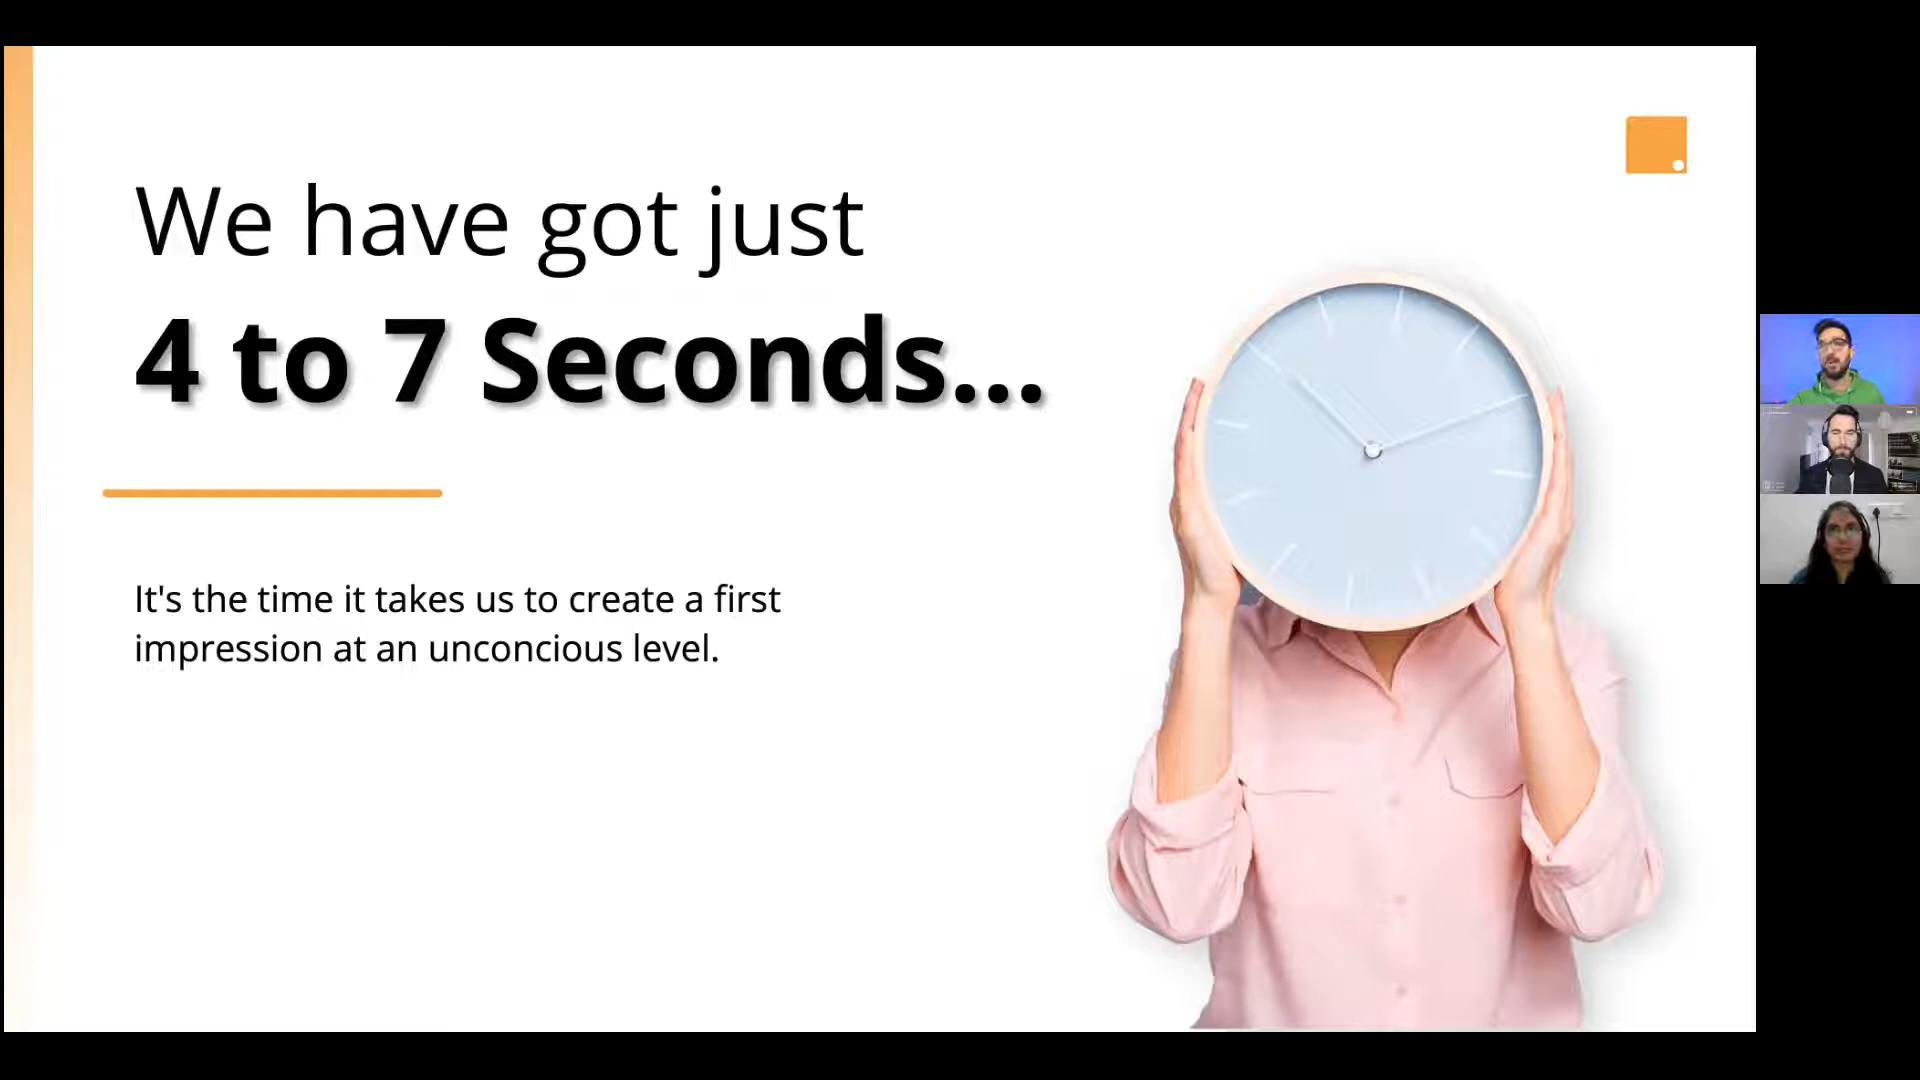 We have got just
4 to 7 Seconds...
It's the time it takes us to create a first
impression at an unconcious level.